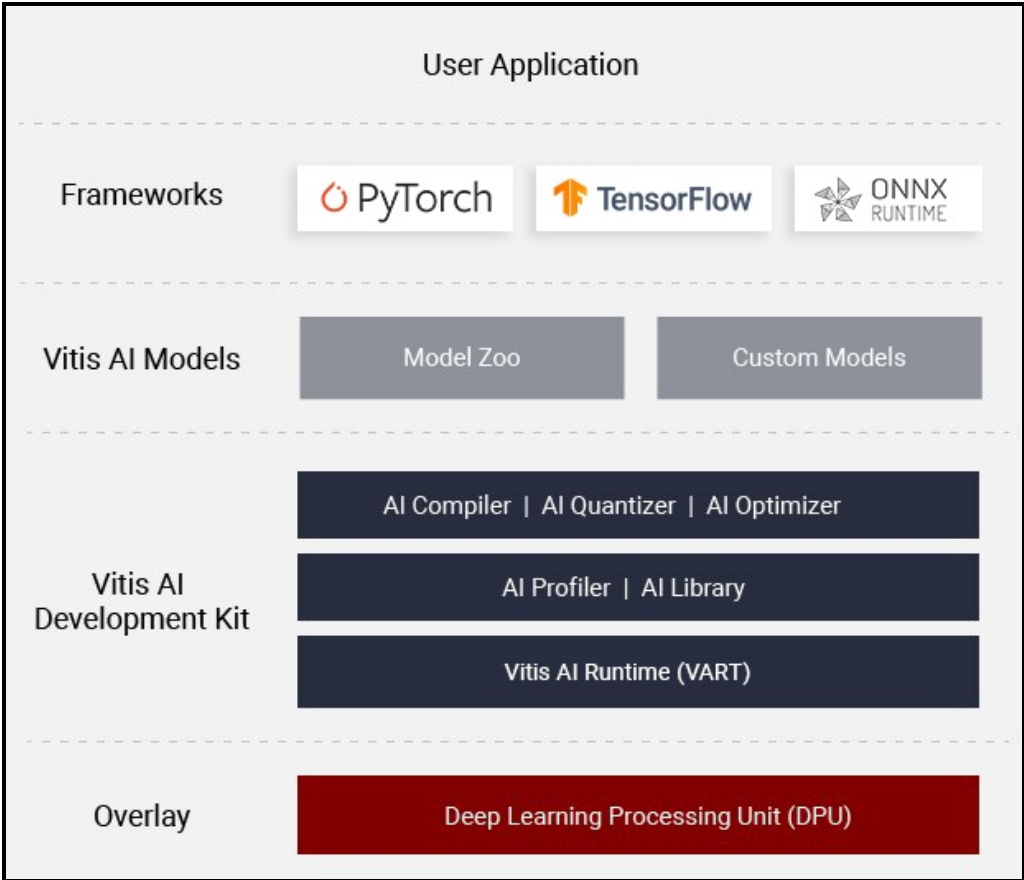 User Application
Frameworks
PyTorch
TensorFlow
ONNX
RUNTIME
Vitis AI Models
Model Zoo
Custom Models
Vitis AI
Development Kit
AI Compiler | AI Quantizer | AI Optimizer
AI Profiler | AI Library
Vitis AI Runtime (VART)
Overlay
Deep Learning Processing Unit (DPU)